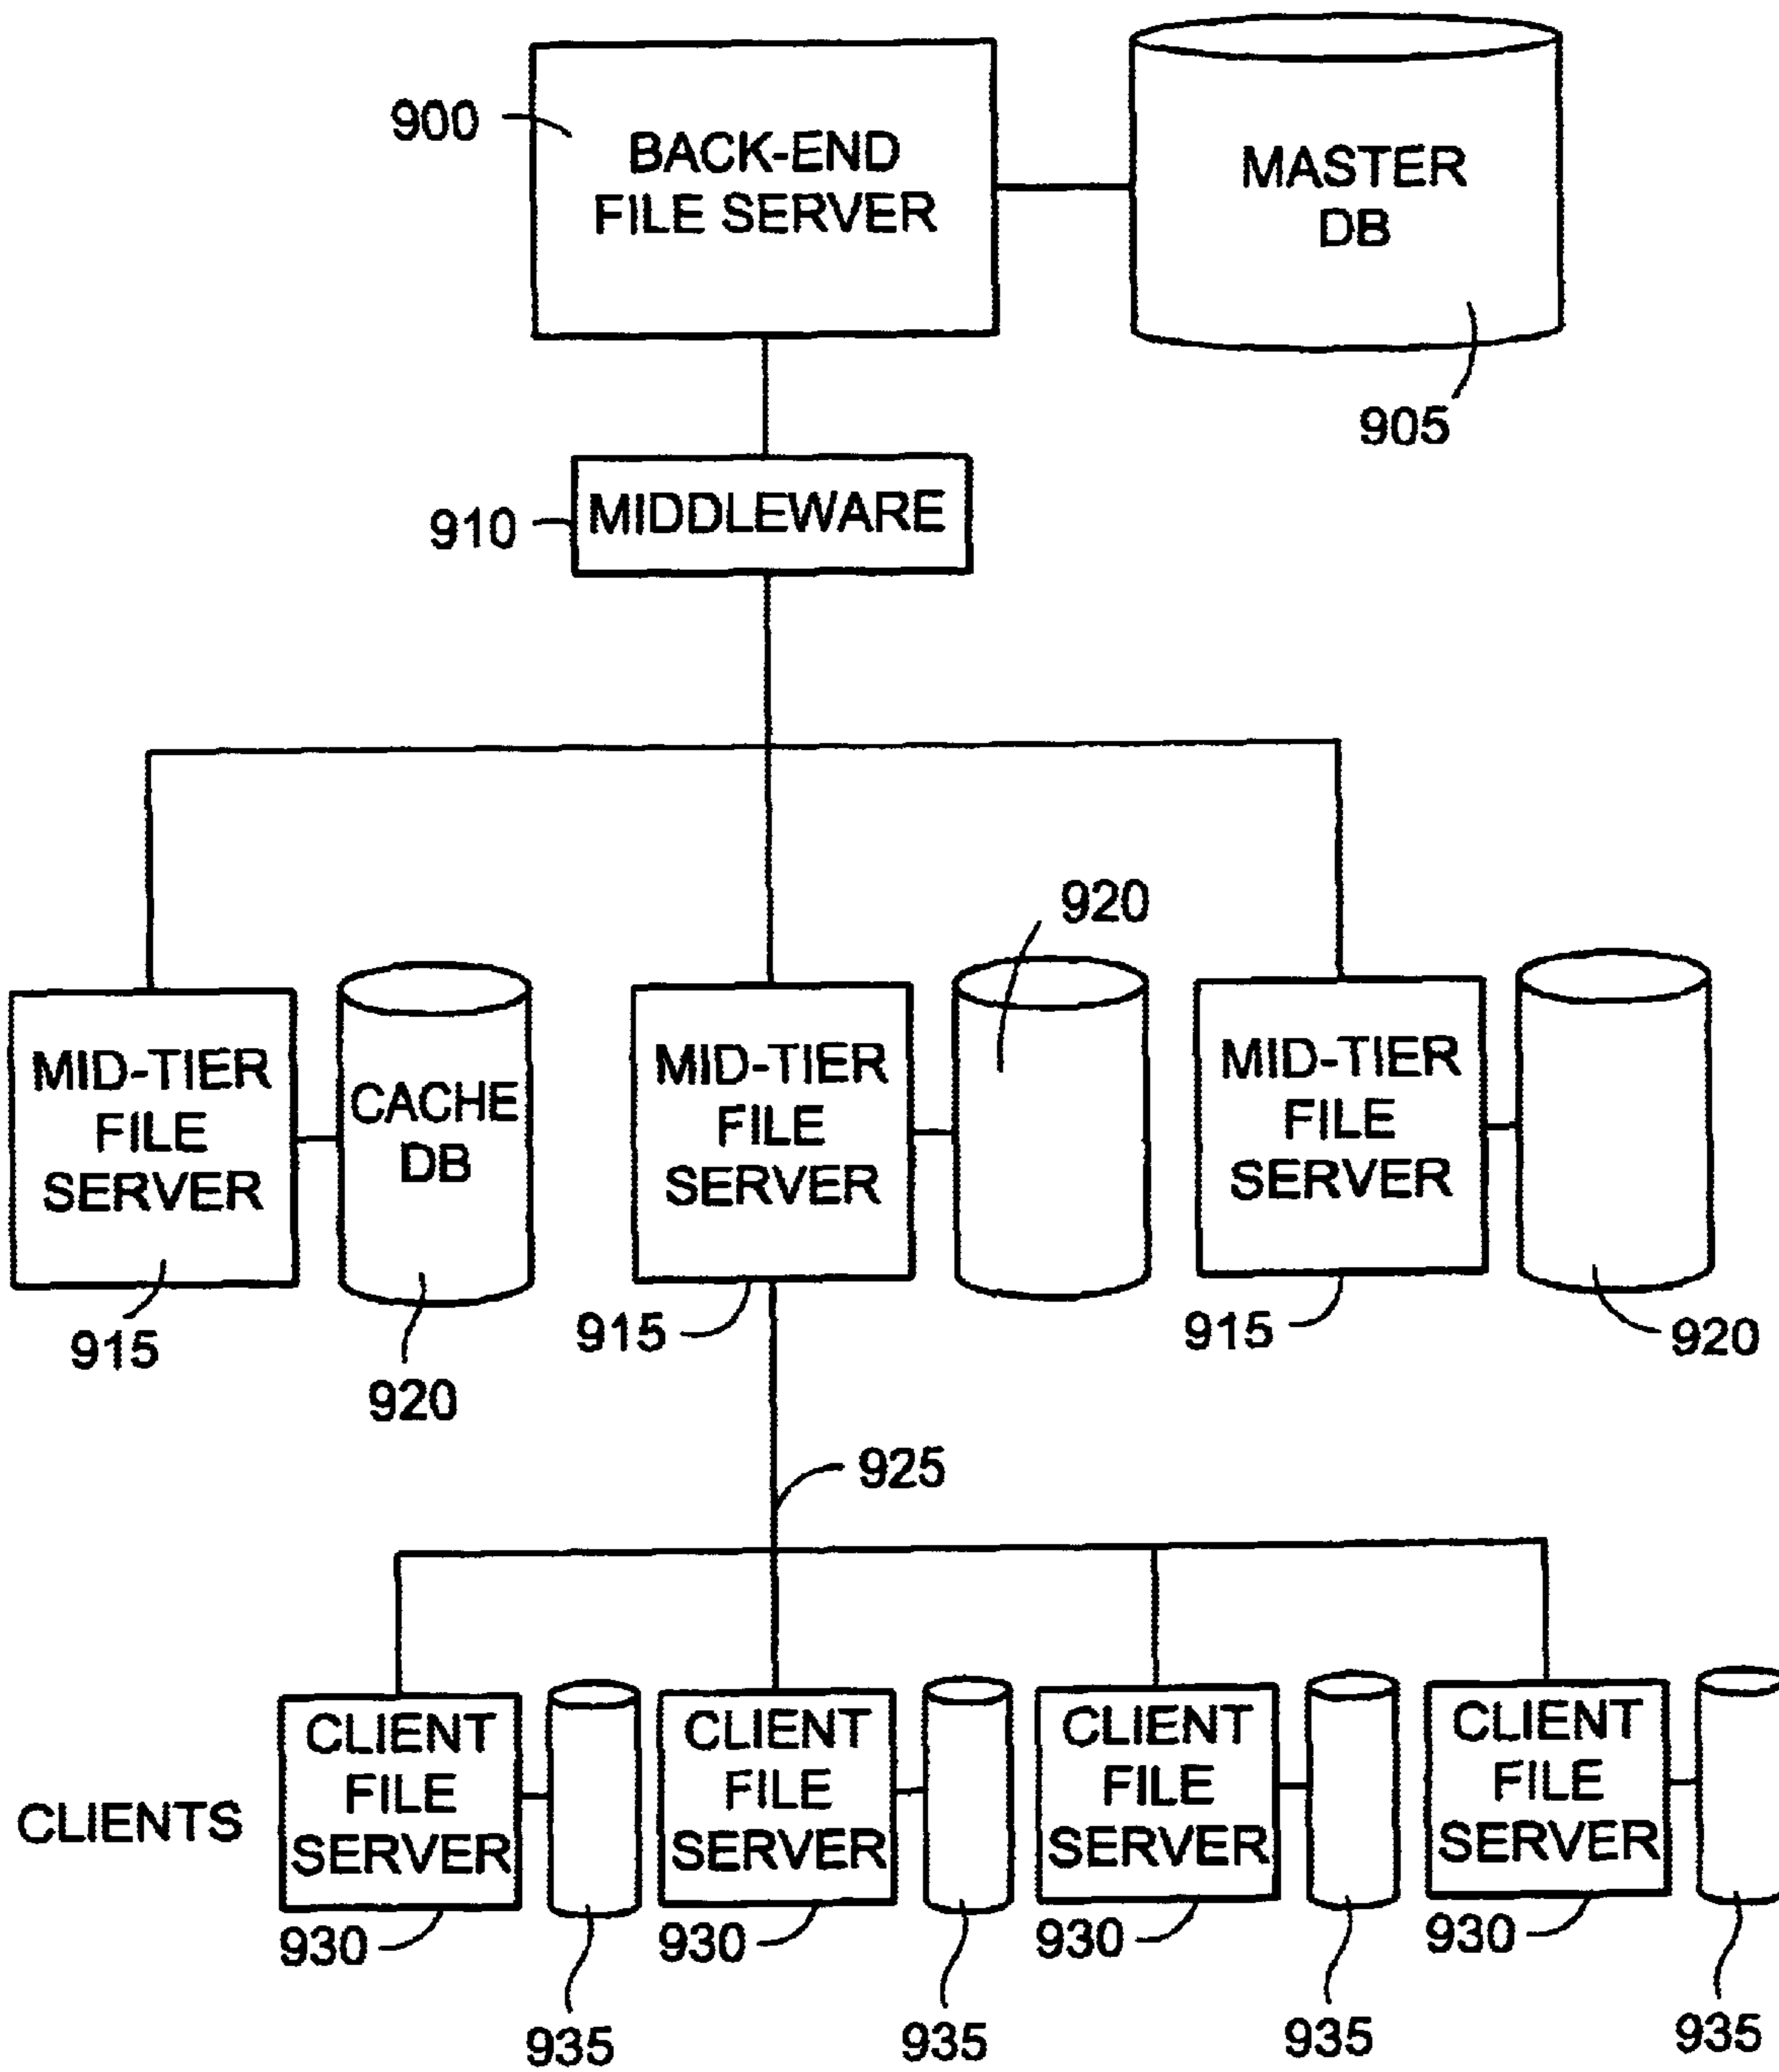 900
BACK-END
FILE SERVER
MASTER
DB
905
910
MIDDLEWARE
920
MID-TIER
FILE
SERVER
CACHE
DB
MID-TIER
FILE
SERVER
MID-TIER
FILE
SERVER
915
920
915
915
920
925
CLIENTS
CLIENT
FILE
SERVER
CLIENT
FILE
SERVER
CLIENT
FILE
SERVER
CLIENT
FILE
SERVER
930
930
930
930
935
935
935
935